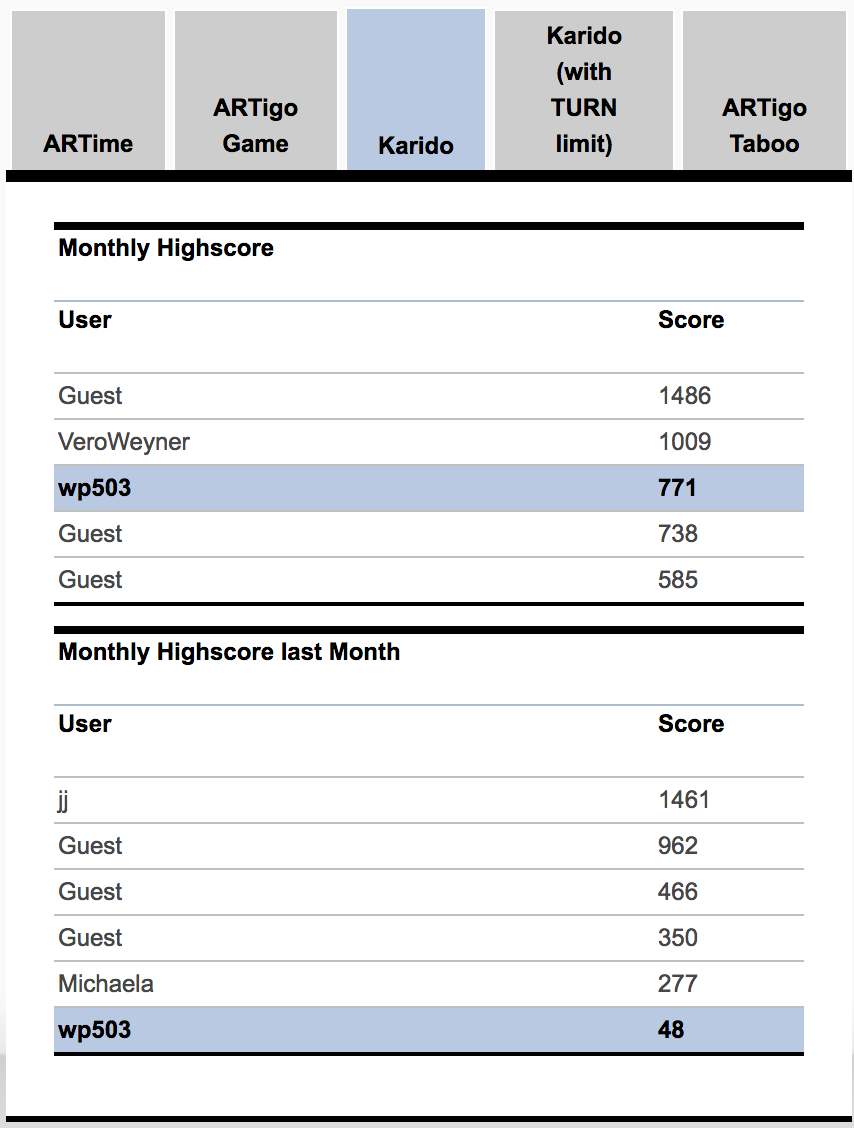 ARTime
ARTigo
Game
Karido
Karido
(with
TURN
limit)
ARTigo
Taboo
Monthly Highscore
User Score
Guest 1486
VeroWeyner 1009
wp503 771
Guest 738
Guest 585
Monthly Highscore last Month
User Score
jj 1461
Guest 962
Guest 466
Guest 350
Michaela 277
wp503 48